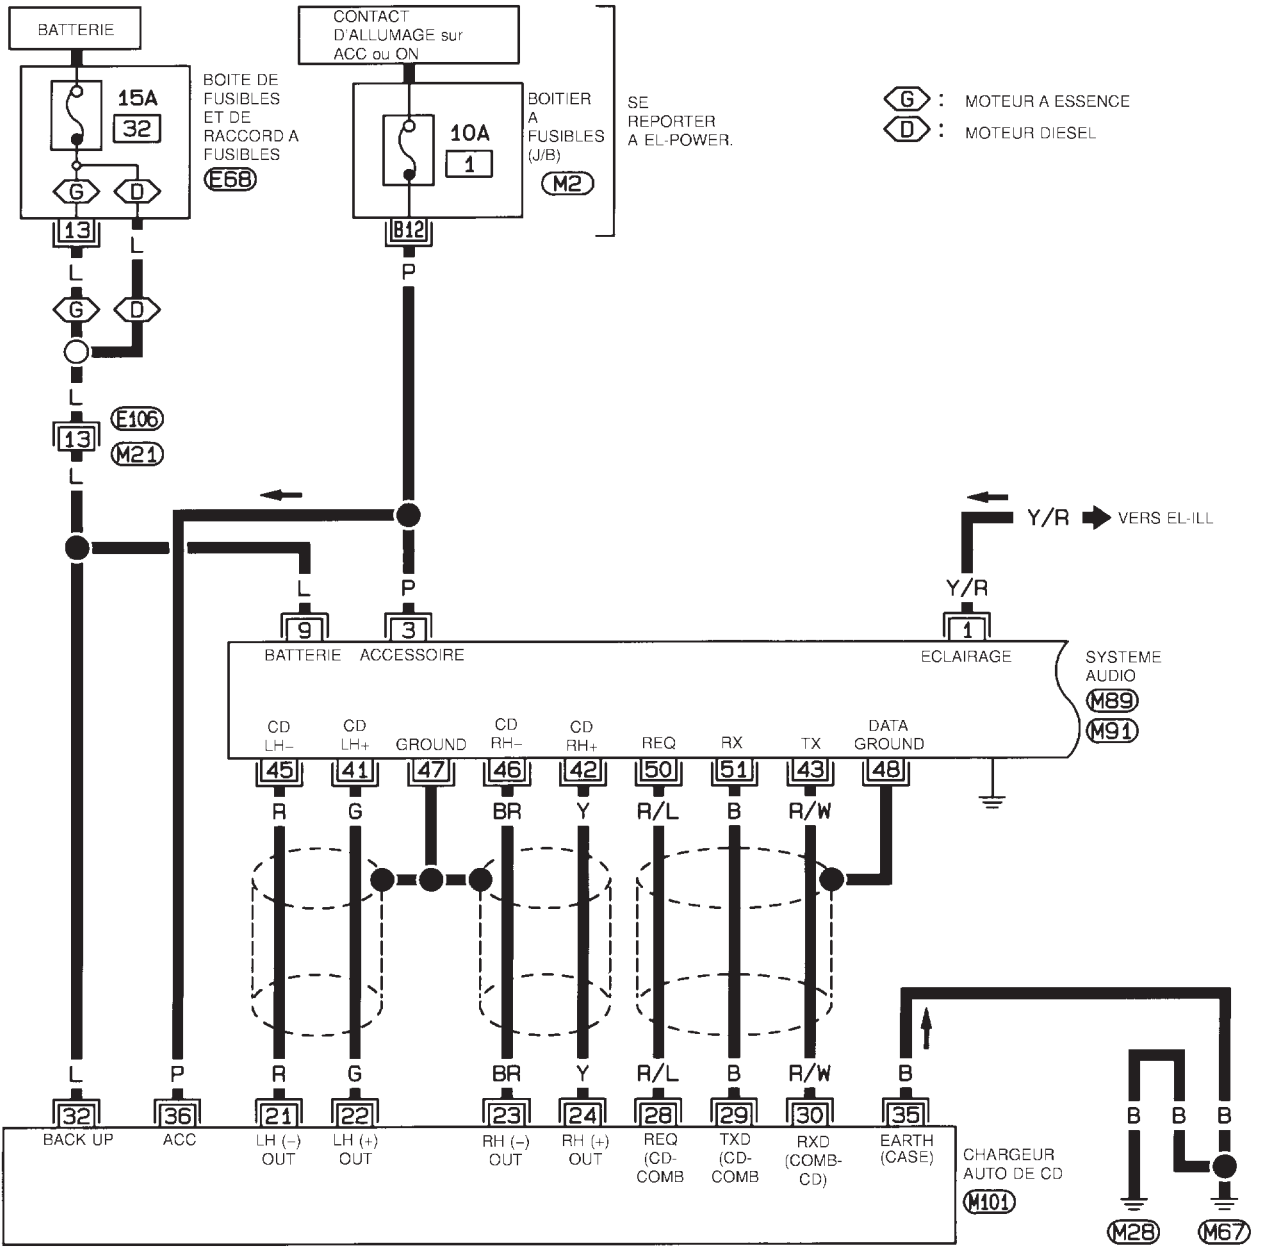 BATTERIE
CONTACT
D'ALLUMAGE sur
ACC ou ON
15A
32
BOITE DE
FUSIBLES
ET DE
RACCORD A
FUSIBLES
E68
G
D
10A
1
BOITIER
A
FUSIBLES
(J/B)
M2
SE
REPORTER
A EL-POWER.
G : MOTEUR A ESSENCE
D : MOTEUR DIESEL
13
L
B12
L
P
G
D
L
E106
13
M21
L
Y/R
VERS EL-ILL
L
P
Y/R
9
3
1
BATTERIE
ACCESSOIRE
ECLAIRAGE
SYSTEME
AUDIO
M89
M91
CD
LH−
CD
LH+
GROUND
CD
RH−
CD
RH+
REQ
RX
TX
DATA
GROUND
45
41
47
46
42
50
51
43
48
R
G
BR
Y
R/L
B
R/W
L
P
R
G
BR
Y
R/L
B
R/W
B
B
B
B
32
36
21
22
23
24
28
29
30
35
BACK UP
ACC
LH (−)
OUT
LH (+)
OUT
RH (−)
OUT
RH (+)
OUT
REQ
(CD-
COMB
TXD
(CD-
COMB
RXD
(COMB-
CD)
EARTH
(CASE)
CHARGEUR
AUTO DE CD
M101
M28
M67